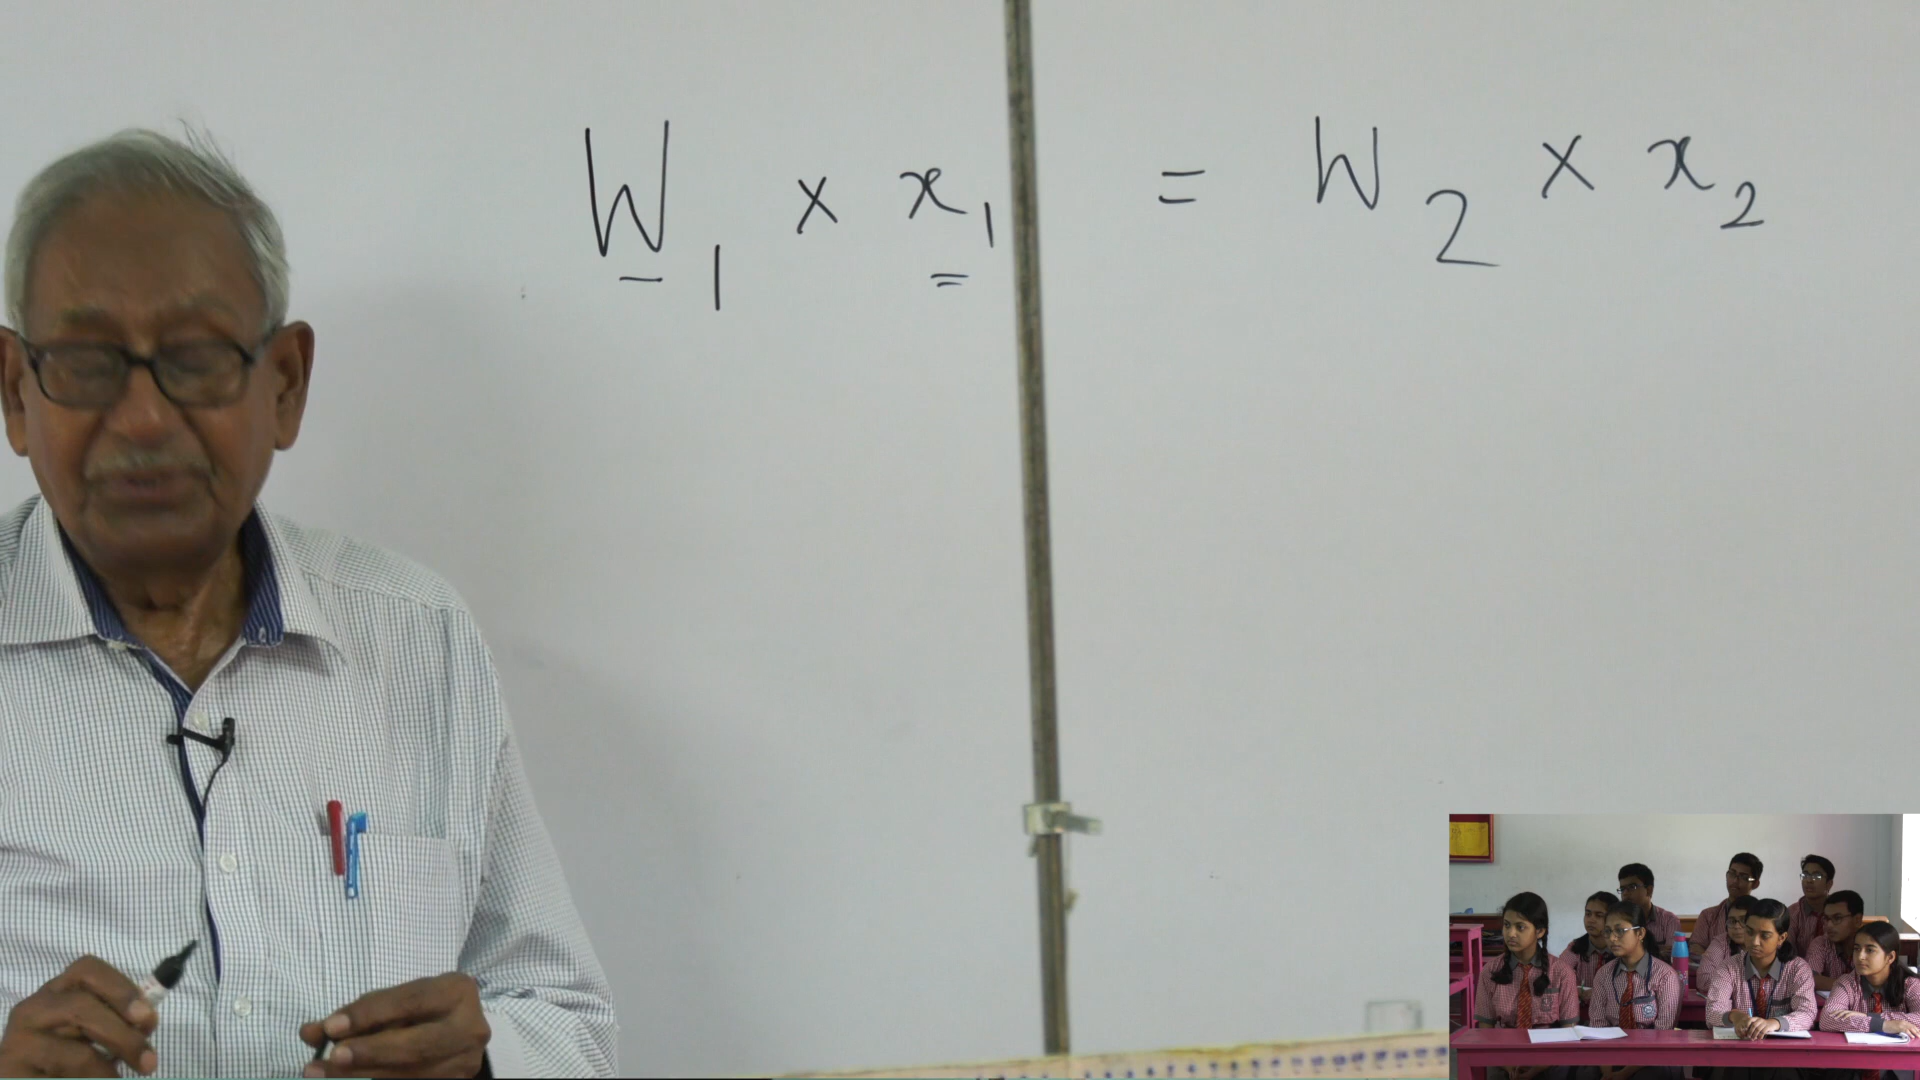 W₁ × x₁ = W₂ × x₂